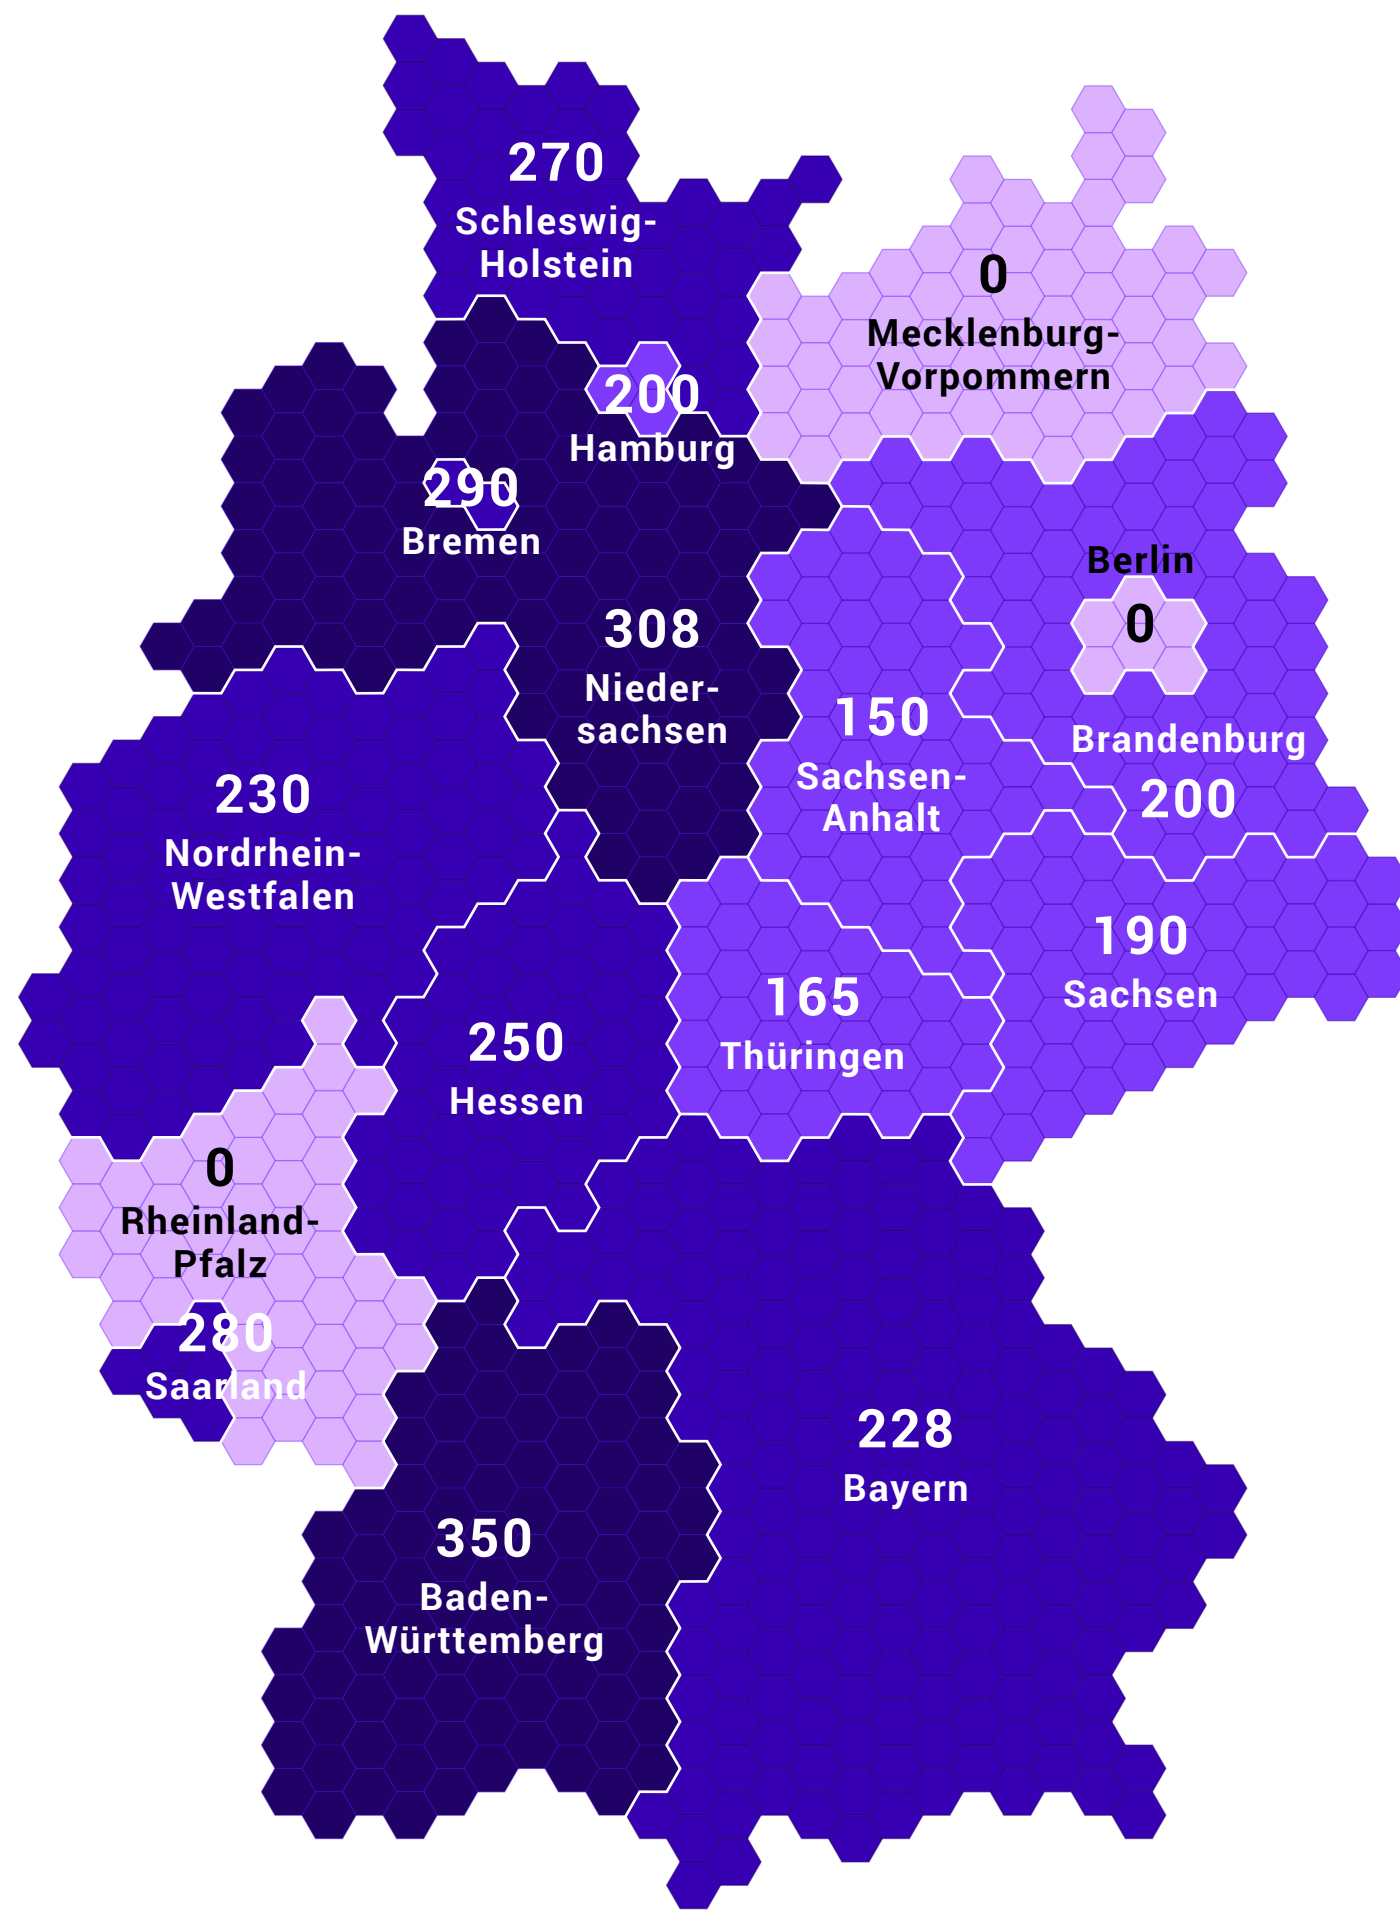 270
Schleswig-
Holstein
0
Mecklenburg-
Vorpommern
200
Hamburg
290
Bremen
Berlin
0
308
Nieder-
sachsen
150
Sachsen-
Anhalt
Brandenburg
200
230
Nordrhein-
Westfalen
190
Sachsen
165
Thüringen
250
Hessen
0
Rheinland-
Pfalz
280
Saarland
228
Bayern
350
Baden-
Württemberg